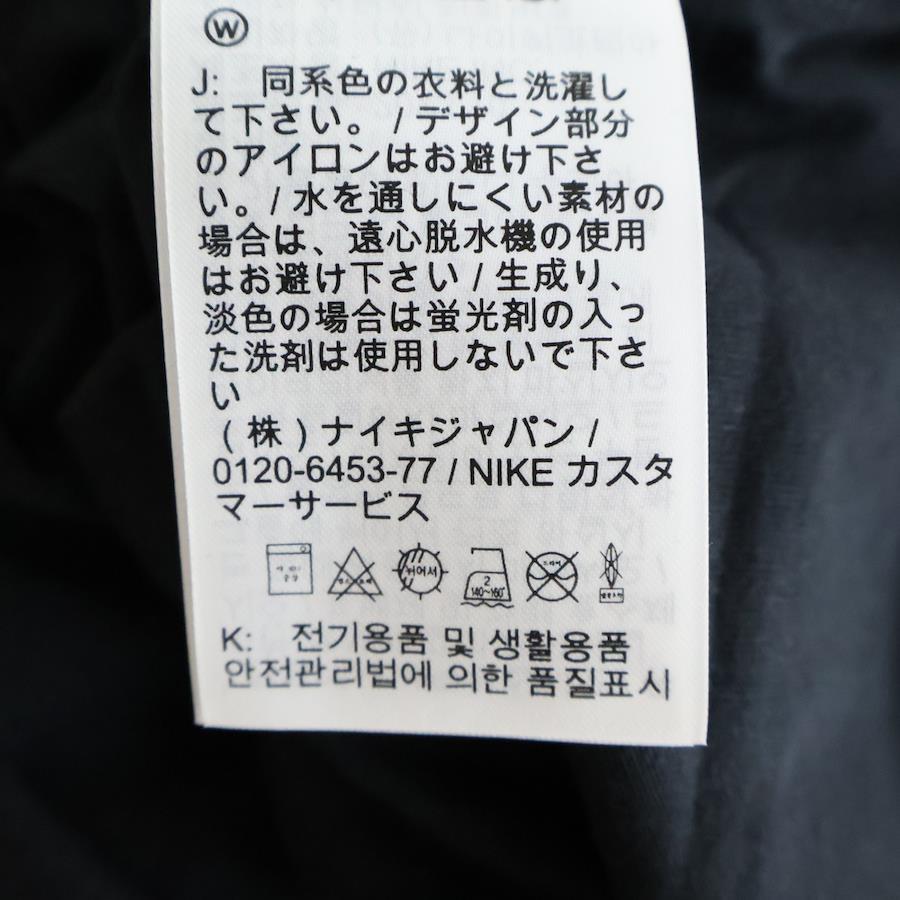 W
J: 同系色の衣料と洗濯し
て下さい。/ デザイン部分
のアイロンはお避け下さ
い。/ 水を通しにくい素材の
場合は、遠心脱水機の使用
はお避け下さい / 生成り、
淡色の場合は蛍光剤の入っ
た洗剤は使用しないで下さ
い
(株) ナイキジャパン /
0120-6453-77 / NIKE カスタ
マーサービス
2
140~160°
K: 전기용품 및 생활용품
안전관리법에 의한 품질표시